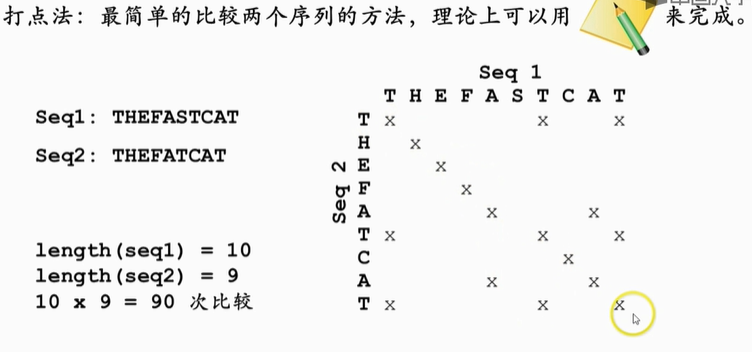 打点法：最简单的比较两个序列的方法，理论上可以用 来完成。
Seq 1
T H E F A S T C A T
Seq1: THEFASTCAT
Seq2: THEFATCAT
Seq 2
T x x x
H x
E x
F x
A x x
T x x x
C x
A x x
T x x x
length(seq1) = 10
length(seq2) = 9
10 x 9 = 90 次比较